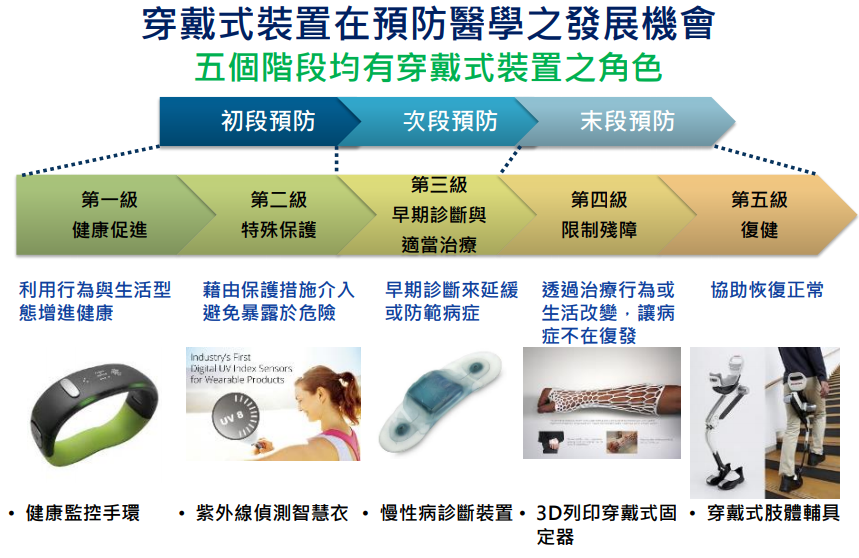 穿戴式裝置在預防醫學之發展機會
五個階段均有穿戴式裝置之角色
初段預防
次段預防
末段預防
第一級
健康促進
第二級
特殊保護
第三級
早期診斷與
適當治療
第四級
限制殘障
第五級
復健
利用行為與生活型
態增進健康
藉由保護措施介入
避免暴露於危險
早期診斷來延緩
或防範病症
透過治療行為或
生活改變，讓病
症不在復發
協助恢復正常
Industry's First
Digital UV Index Sensors
for Wearable Products
UV 8
• 健康監控手環
• 紫外線偵測智慧衣
• 慢性病診斷裝置
• 3D列印穿戴式固
定器
• 穿戴式肢體輔具